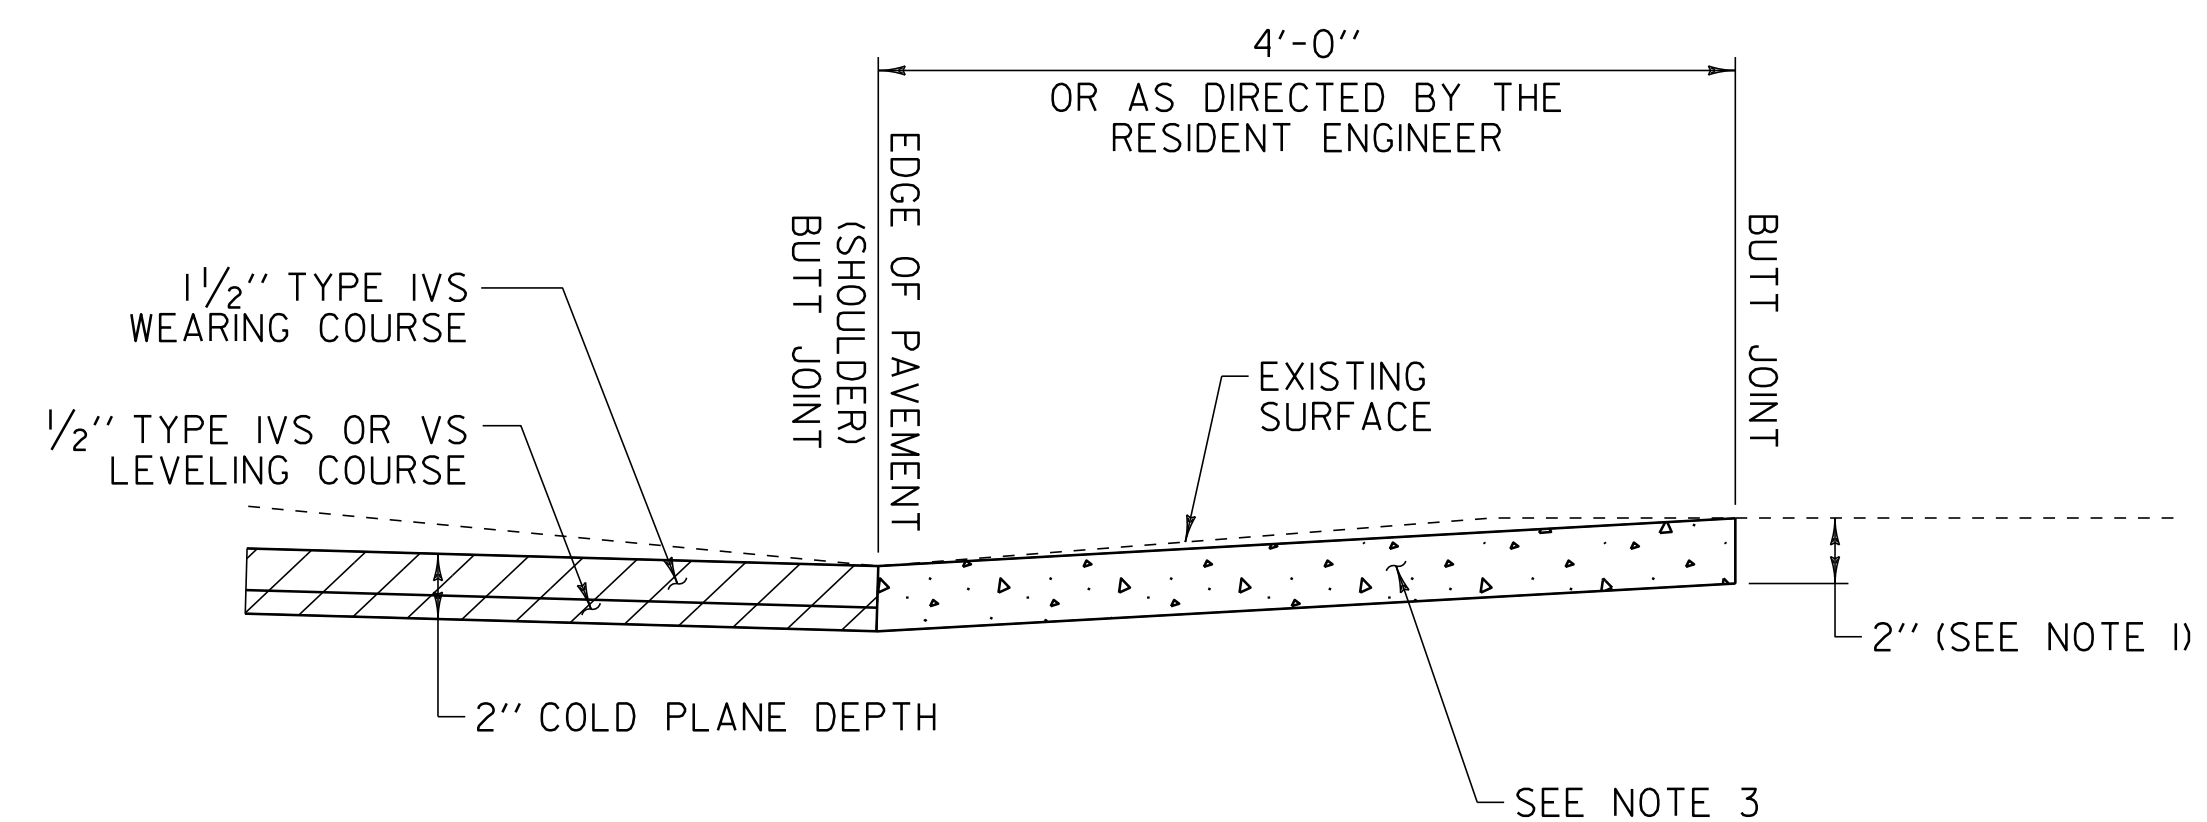 4'-0"
OR AS DIRECTED BY THE
RESIDENT ENGINEER
EDGE OF PAVEMENT
(SHOULDER)
BUTT JOINT
BUTT JOINT
1 1/2" TYPE IVS
WEARING COURSE
1/2" TYPE IVS OR VS
LEVELING COURSE
EXISTING
SURFACE
2" (SEE NOTE 1)
2" COLD PLANE DEPTH
SEE NOTE 3